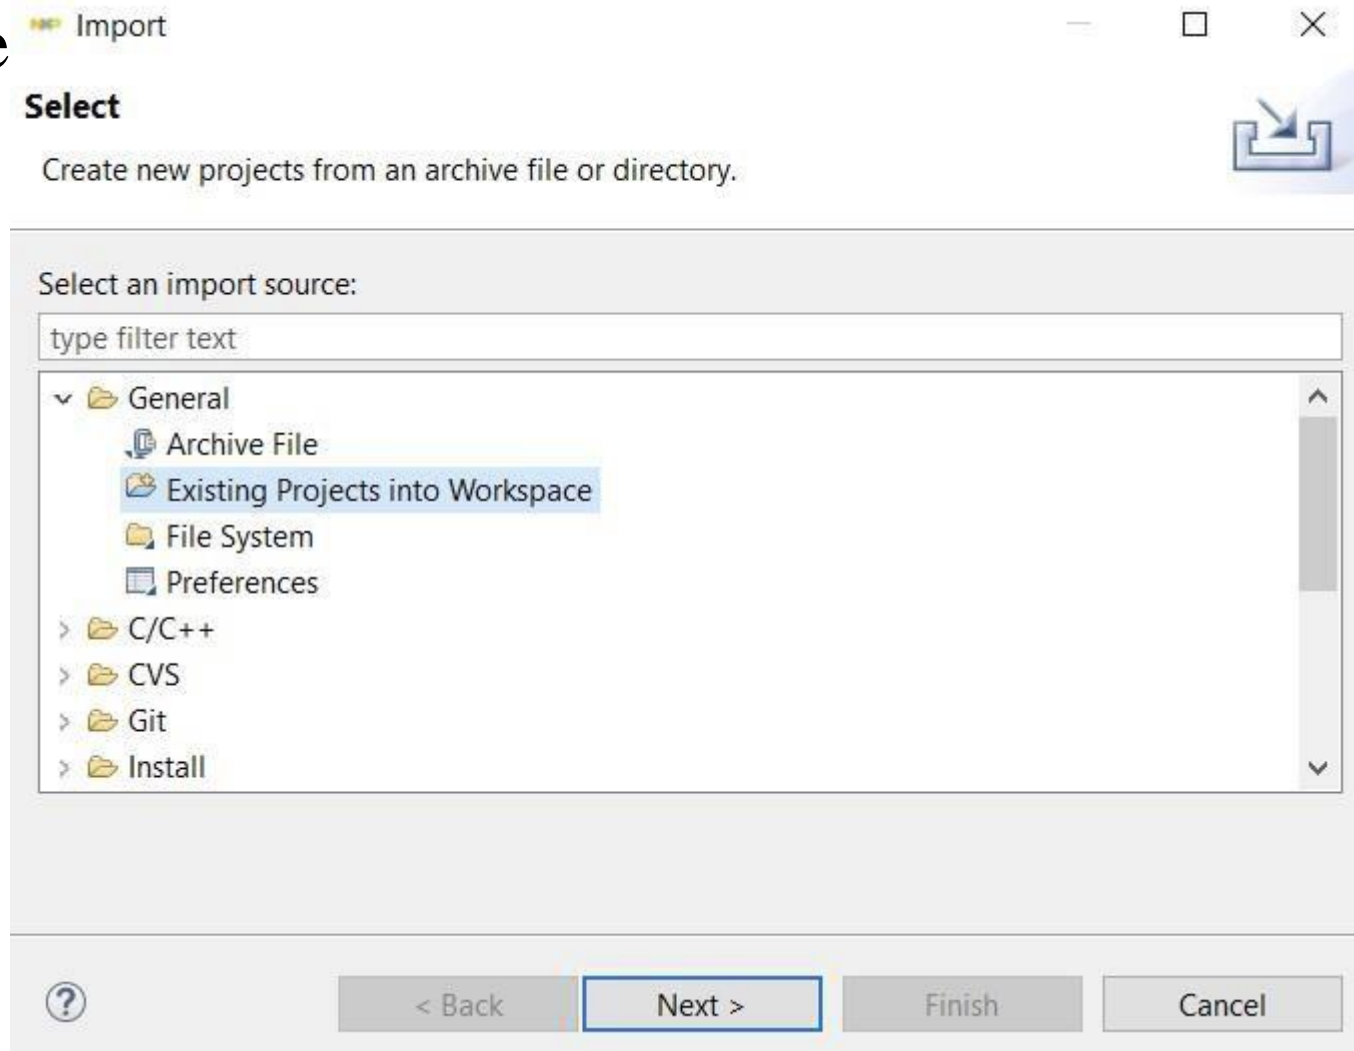 NXP Import
e
Select
Create new projects from an archive file or directory.
Select an import source:
type filter text
General
Archive File
Existing Projects into Workspace
File System
Preferences
C/C++
CVS
Git
Install
?
< Back Next > Finish Cancel